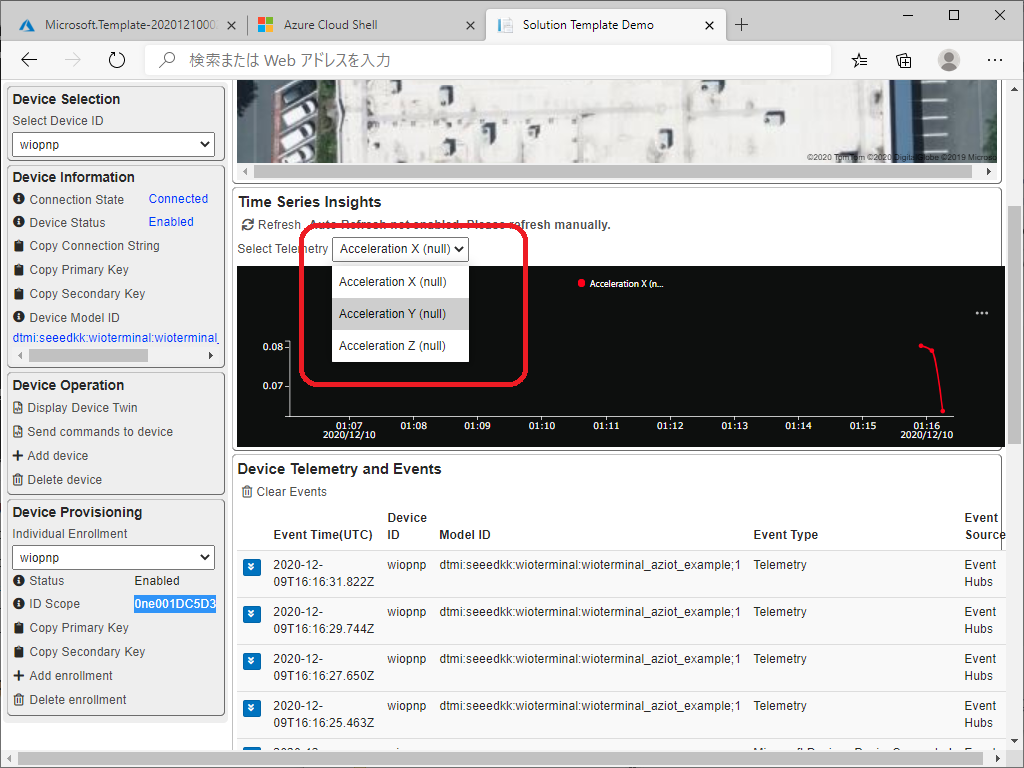 Microsoft.Template-2020121000
Azure Cloud Shell
Solution Template Demo
検索または Web アドレスを入力
Device Selection
Select Device ID
wiopnp
Device Information
Connection State Connected
Device Status Enabled
Copy Connection String
Copy Primary Key
Copy Secondary Key
Device Model ID
dtmi:seeedkk:wioterminal:wioterminal_
Device Operation
Display Device Twin
Send commands to device
Add device
Delete device
Device Provisioning
Individual Enrollment
wiopnp
Status Enabled
ID Scope 0ne001DC5D3
Copy Primary Key
Copy Secondary Key
Add enrollment
Delete enrollment
©2020 TomTom ©2020 DigitalGlobe ©2019 Microso
Time Series Insights
Refresh Auto Refresh not enabled. Please refresh manually.
Select Telemetry Acceleration X (null)
Acceleration X (null)
Acceleration Y (null)
Acceleration Z (null)
Acceleration X (n...
0.08
0.07
01:07 01:08 01:09 01:10 01:11 01:12 01:13 01:14 01:15 01:16
2020/12/10 2020/12/10
Device Telemetry and Events
Clear Events
Event Time(UTC) Device ID Model ID Event Type Event Source
2020-12-09T16:16:31.822Z wiopnp dtmi:seeedkk:wioterminal:wioterminal_aziot_example;1 Telemetry Event Hubs
2020-12-09T16:16:29.744Z wiopnp dtmi:seeedkk:wioterminal:wioterminal_aziot_example;1 Telemetry Event Hubs
2020-12-09T16:16:27.650Z wiopnp dtmi:seeedkk:wioterminal:wioterminal_aziot_example;1 Telemetry Event Hubs
2020-12-09T16:16:25.463Z wiopnp dtmi:seeedkk:wioterminal:wioterminal_aziot_example;1 Telemetry Event Hubs